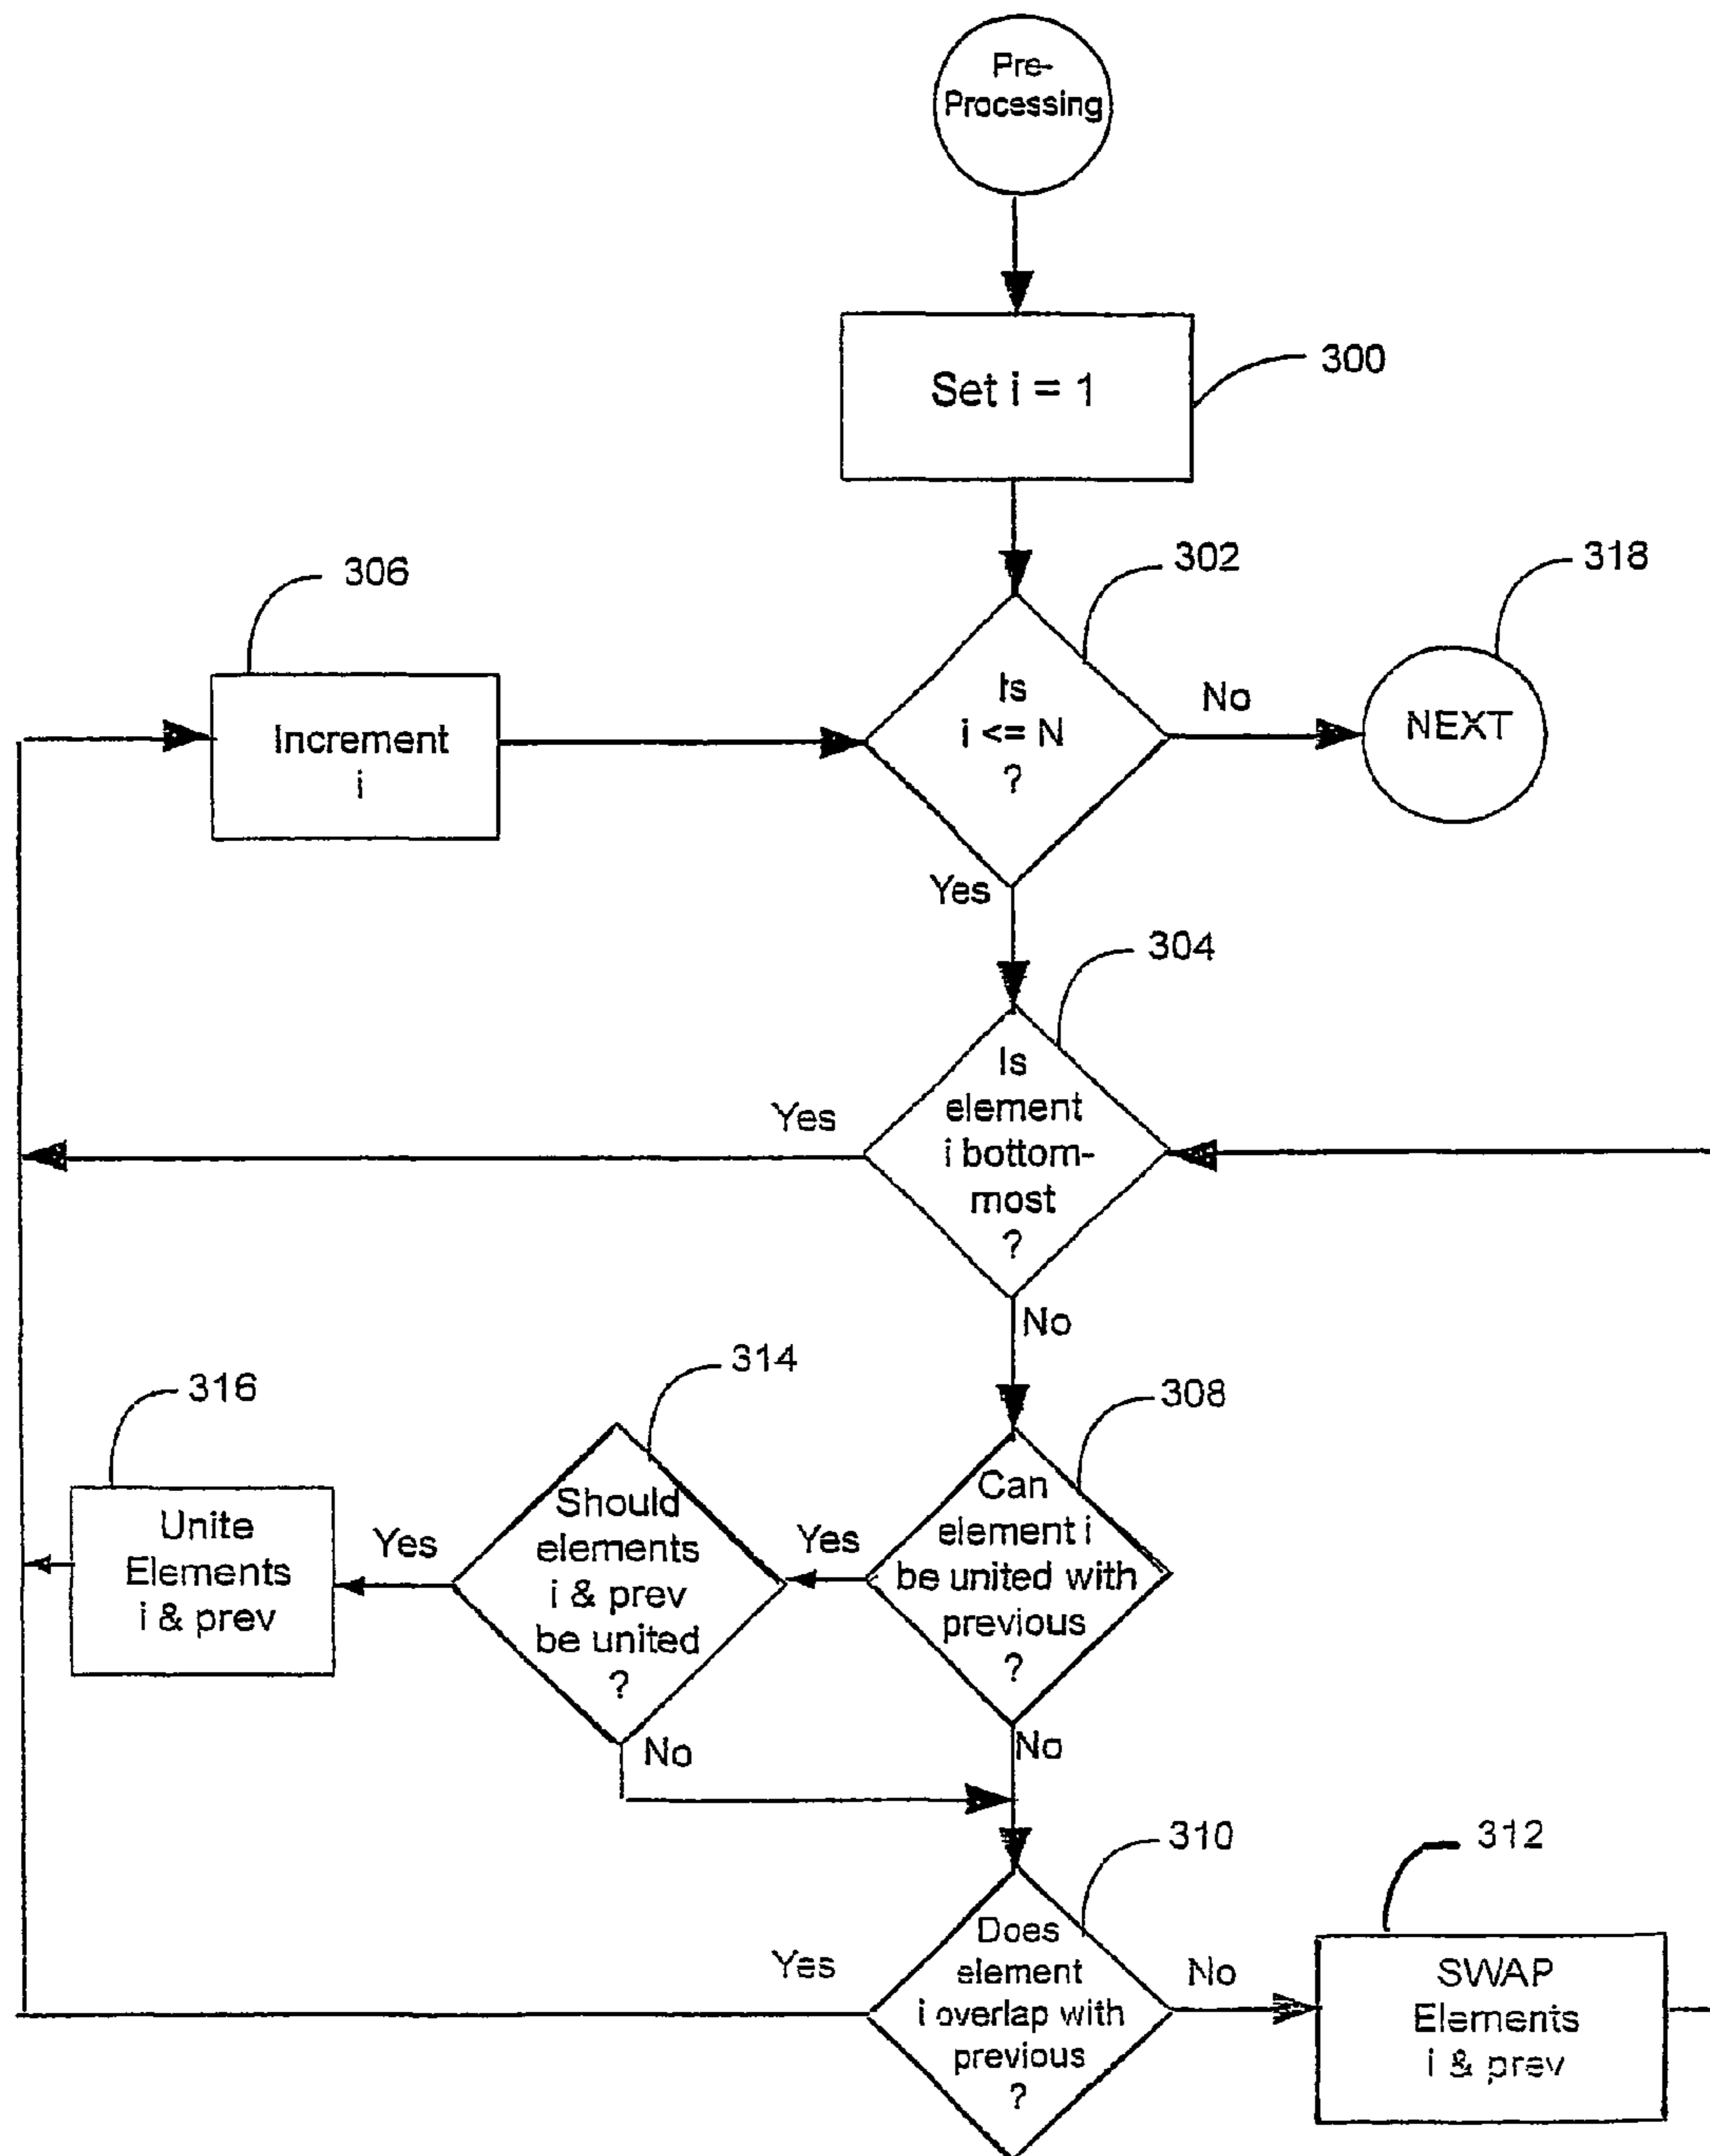 Pre-
Processing
Set i = 1
300
306
302
318
Increment
i
Is
i <= N
?
No
NEXT
Yes
304
Is
element
i bottom-
most
?
Yes
No
314
316
308
Unite
Elements
i & prev
Yes
Should
elements
i & prev
be united
?
Yes
Can
element i
be united with
previous
?
No
No
310
312
Yes
Does
element
i overlap with
previous
?
No
SWAP
Elements
i & prev